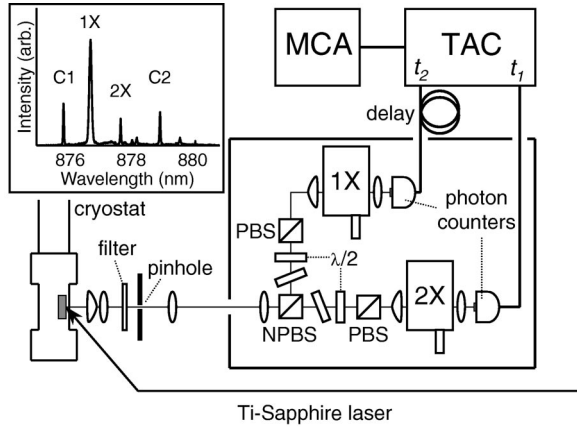 1X
C1
2X
C2
Intensity (arb.)
876 878 880
Wavelength (nm)
MCA
TAC
t2
t1
delay
cryostat
filter
pinhole
1X
PBS
λ/2
photon
counters
NPBS
PBS
2X
Ti-Sapphire laser